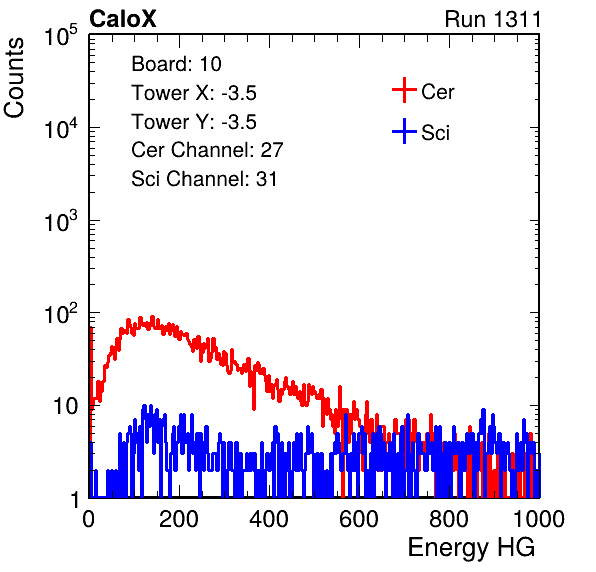 CaloX Run 1311
Counts
10^5
10^4
10^3
10^2
10
1
Board: 10
Tower X: -3.5
Tower Y: -3.5
Cer Channel: 27
Sci Channel: 31
Cer
Sci
0 200 400 600 800 1000
Energy HG